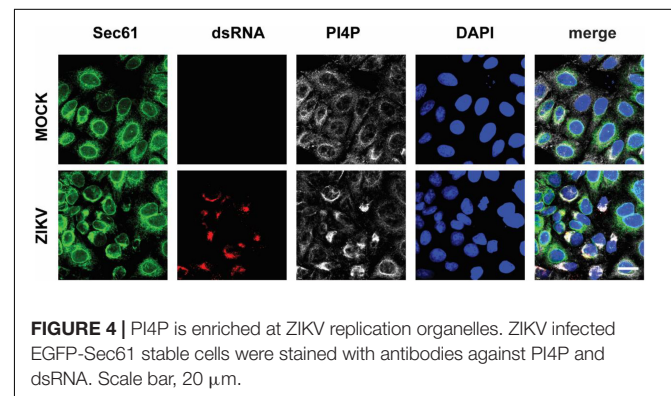 Sec61 dsRNA PI4P DAPI merge
MOCK
ZIKV
FIGURE 4 | PI4P is enriched at ZIKV replication organelles. ZIKV infected
EGFP-Sec61 stable cells were stained with antibodies against PI4P and
dsRNA. Scale bar, 20 μm.